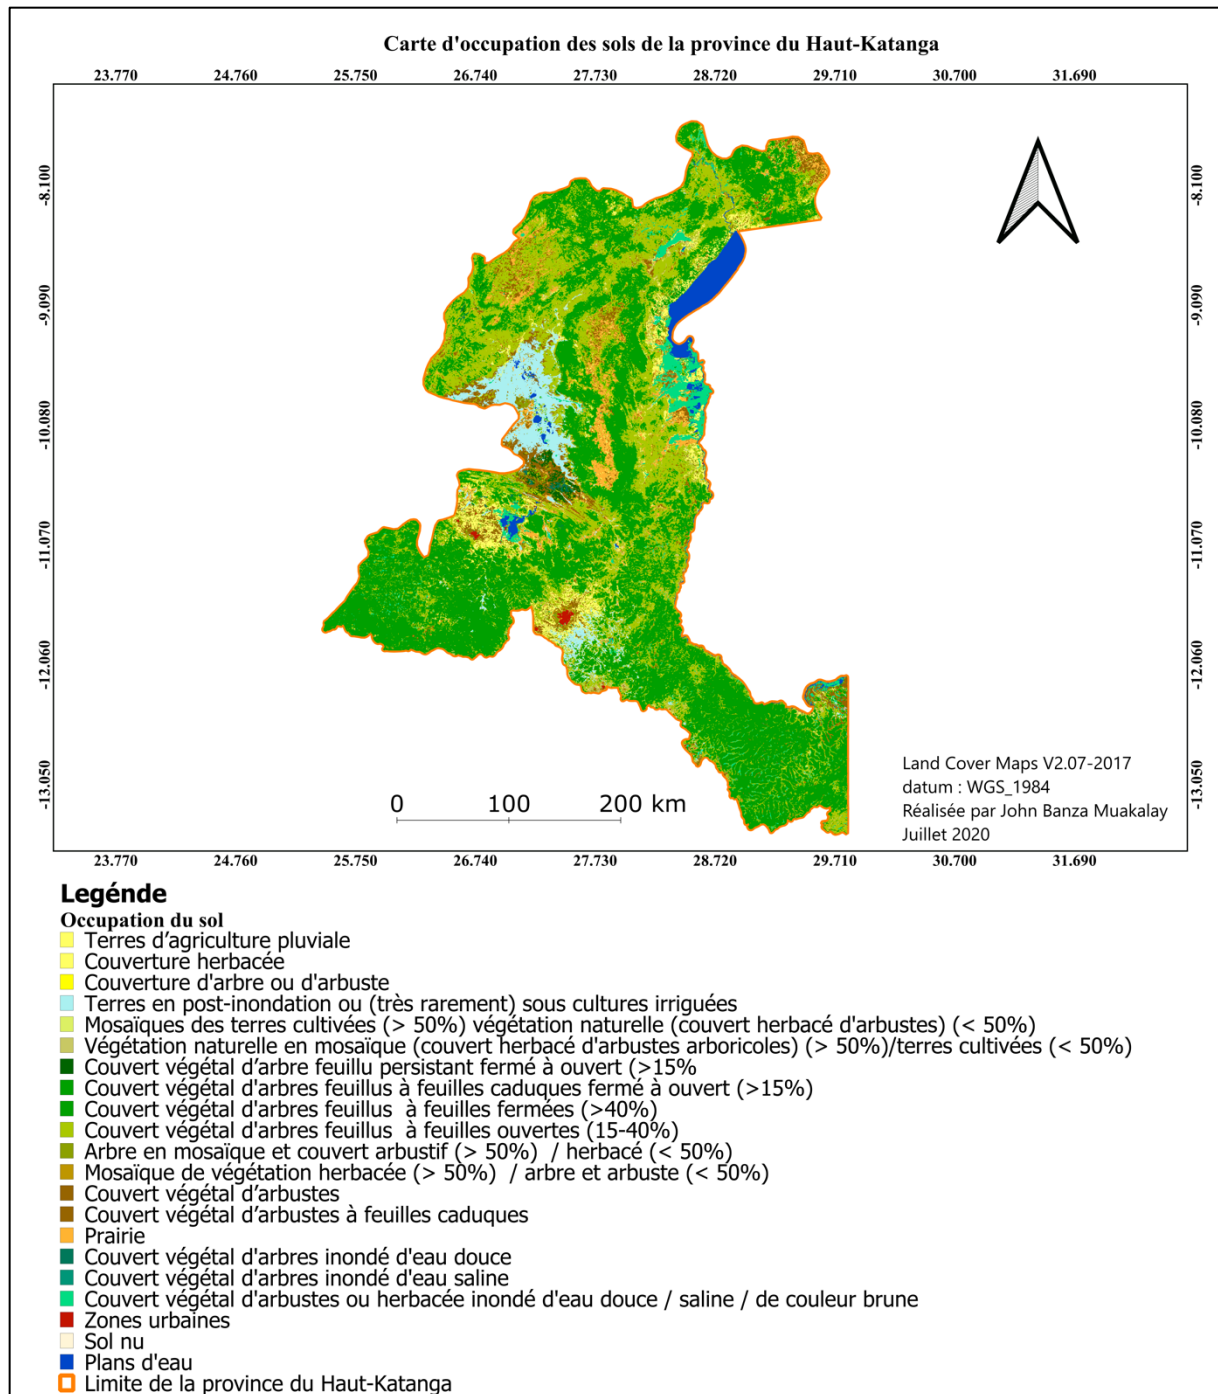 Carte d'occupation des sols de la province du Haut-Katanga
23.770 24.760 25.750 26.740 27.730 28.720 29.710 30.700 31.690
-8.100 -8.100
-9.090 -9.090
-10.080 -10.080
-11.070 -11.070
-12.060 -12.060
-13.050 -13.050
Land Cover Maps V2.07-2017
datum : WGS_1984
Réalisée par John Banza Muakalay
Juillet 2020
0 100 200 km
23.770 24.760 25.750 26.740 27.730 28.720 29.710 30.700 31.690
Legénde
Occupation du sol
Terres d’agriculture pluviale
Couverture herbacée
Couverture d'arbre ou d'arbuste
Terres en post-inondation ou (très rarement) sous cultures irriguées
Mosaïques des terres cultivées (> 50%) végétation naturelle (couvert herbacé d'arbustes) (< 50%)
Végétation naturelle en mosaïque (couvert herbacé d'arbustes arboricoles) (> 50%)/terres cultivées (< 50%)
Couvert végétal d’arbre feuillu persistant fermé à ouvert (>15%
Couvert végétal d'arbres feuillus à feuilles caduques fermé à ouvert (>15%)
Couvert végétal d'arbres feuillus à feuilles fermées (>40%)
Couvert végétal d'arbres feuillus à feuilles ouvertes (15-40%)
Arbre en mosaïque et couvert arbustif (> 50%) / herbacé (< 50%)
Mosaïque de végétation herbacée (> 50%) / arbre et arbuste (< 50%)
Couvert végétal d’arbustes
Couvert végétal d’arbustes à feuilles caduques
Prairie
Couvert végétal d'arbres inondé d'eau douce
Couvert végétal d'arbres inondé d'eau saline
Couvert végétal d'arbustes ou herbacée inondé d'eau douce / saline / de couleur brune
Zones urbaines
Sol nu
Plans d'eau
Limite de la province du Haut-Katanga